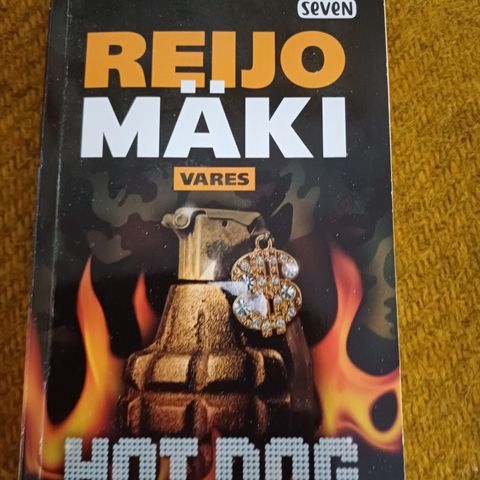 seven
REIJO
MÄKI
VARES
HOT DOG